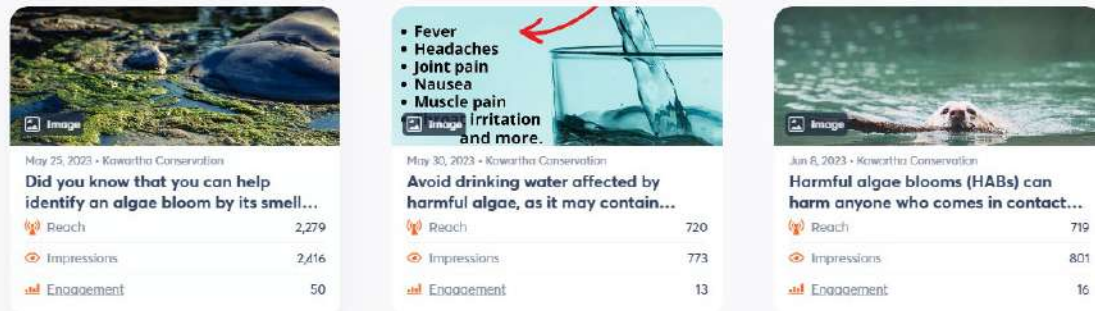 Image
May 25, 2023 • Kawartha Conservation
Did you know that you can help
identify an algae bloom by its smell...
Reach 2,279
Impressions 2,416
Engagement 50
• Fever
• Headaches
• Joint pain
• Nausea
• Muscle pain
irritation
and more.
Image
May 30, 2023 • Kawartha Conservation
Avoid drinking water affected by
harmful algae, as it may contain...
Reach 720
Impressions 773
Engagement 13
Image
Jun 8, 2023 • Kawartha Conservation
Harmful algae blooms (HABs) can
harm anyone who comes in contact...
Reach 719
Impressions 801
Engagement 16